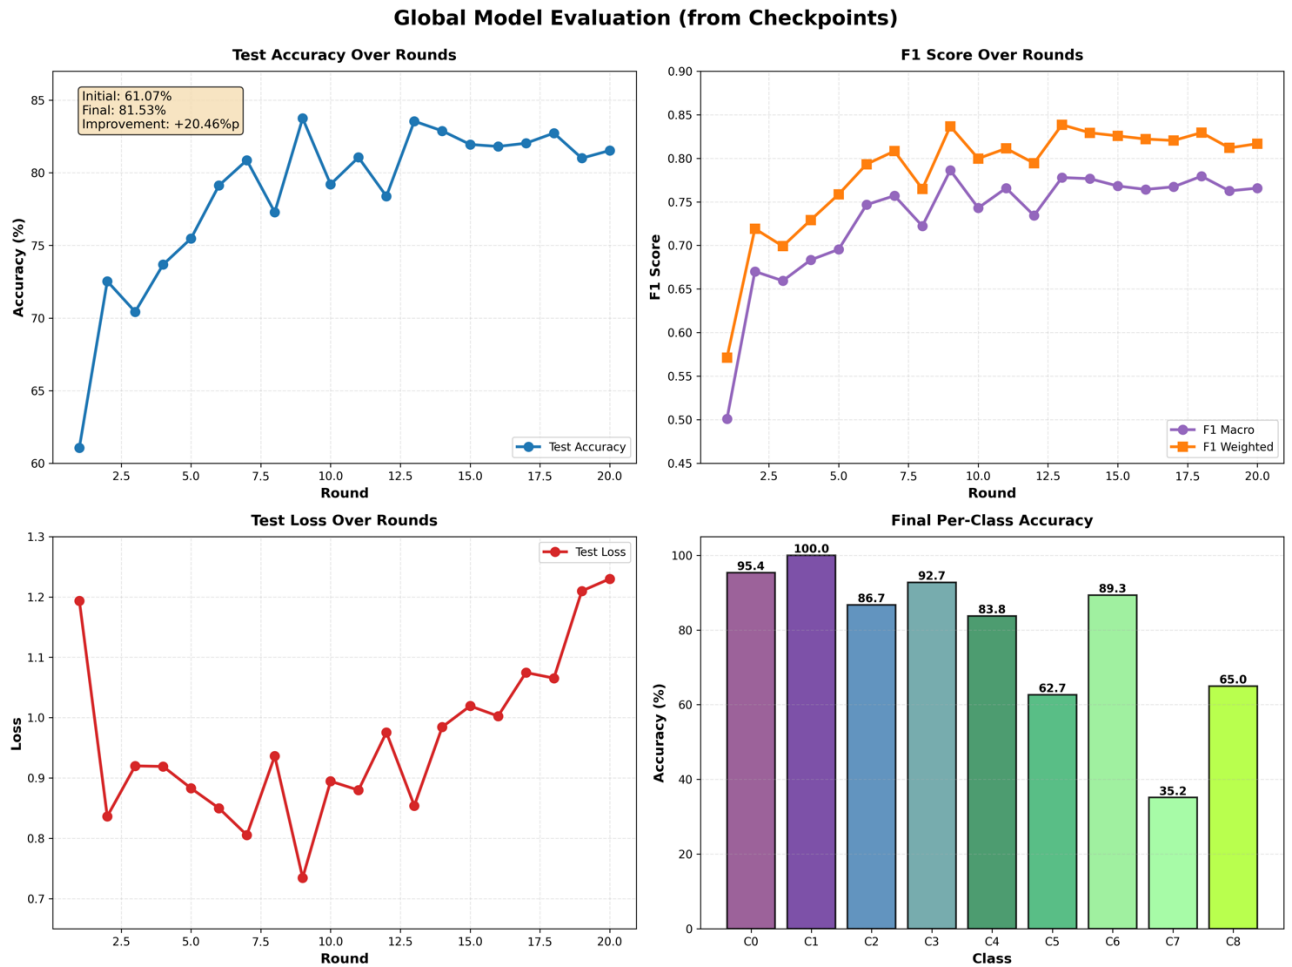 Global Model Evaluation (from Checkpoints)
Test Accuracy Over Rounds
Initial: 61.07%
Final: 81.53%
Improvement: +20.46%p
85
80
75
70
65
60
Accuracy (%)
2.5 5.0 7.5 10.0 12.5 15.0 17.5 20.0
Round
Test Accuracy
F1 Score Over Rounds
0.90
0.85
0.80
0.75
0.70
0.65
0.60
0.55
0.50
0.45
F1 Score
2.5 5.0 7.5 10.0 12.5 15.0 17.5 20.0
Round
F1 Macro
F1 Weighted
Test Loss Over Rounds
1.3
1.2
1.1
1.0
0.9
0.8
0.7
Loss
2.5 5.0 7.5 10.0 12.5 15.0 17.5 20.0
Round
Test Loss
Final Per-Class Accuracy
100
80
60
40
20
0
Accuracy (%)
95.4 100.0 86.7 92.7 83.8 62.7 89.3 35.2 65.0
C0 C1 C2 C3 C4 C5 C6 C7 C8
Class